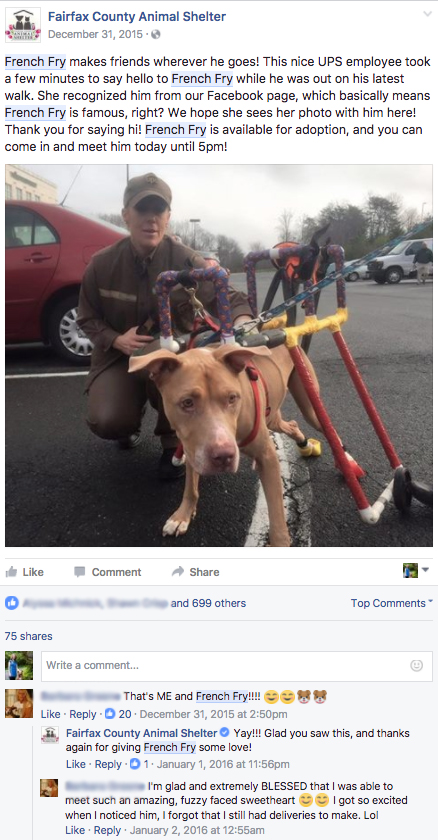 Fairfax County Animal Shelter
December 31, 2015 ·
French Fry makes friends wherever he goes! This nice UPS employee took
a few minutes to say hello to French Fry while he was out on his latest
walk. She recognized him from our Facebook page, which basically means
French Fry is famous, right? We hope she sees her photo with him here!
Thank you for saying hi! French Fry is available for adoption, and you can
come in and meet him today until 5pm!
Like Comment Share
and 699 others Top Comments
75 shares
Write a comment...
That's ME and French Fry!!!! 😊😊🐻🐻
Like · Reply · 20 · December 31, 2015 at 2:50pm
Fairfax County Animal Shelter Yay!!! Glad you saw this, and thanks
again for giving French Fry some love!
Like · Reply · 1 · January 1, 2016 at 11:56pm
I'm glad and extremely BLESSED that I was able to
meet such an amazing, fuzzy faced sweetheart 😊😊 I got so excited
when I noticed him, I forgot that I still had deliveries to make. Lol
Like · Reply · January 2, 2016 at 12:55am